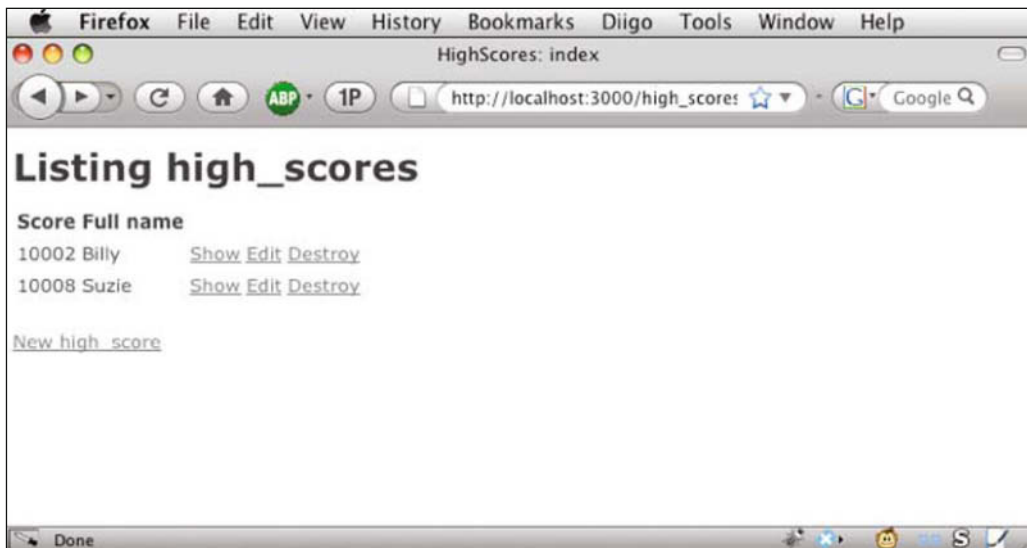 Firefox File Edit View History Bookmarks Diigo Tools Window Help
HighScores: index
ABP 1P http://localhost:3000/high_scores G Google
Listing high_scores
Score Full name
10002 Billy Show Edit Destroy
10008 Suzie Show Edit Destroy
New high_score
Done S